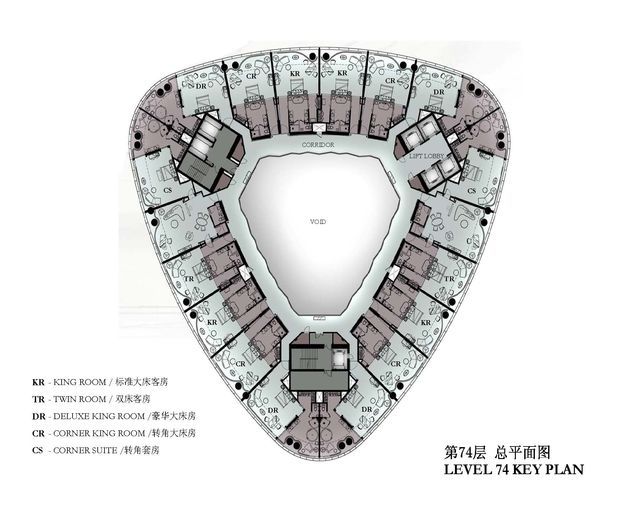 DR CR KR KR CR DR
CORRIDOR
LIFT LOBBY
CS CS
VOID
TR TR
KR KR
CR CR
DR DR
KR - KING ROOM / 标准大床客房
TR - TWIN ROOM / 双床客房
DR - DELUXE KING ROOM /豪华大床房
CR - CORNER KING ROOM /转角大床房
CS - CORNER SUITE /转角套房
第74层 总平面图
LEVEL 74 KEY PLAN